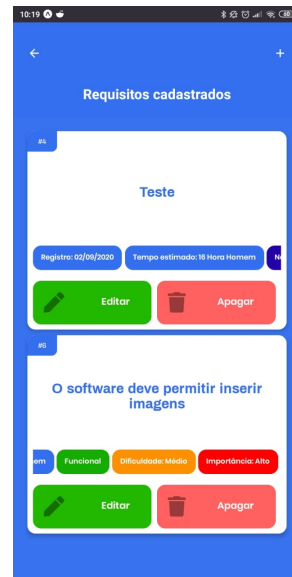 10:19
Requisitos cadastrados
#4
Teste
Registro: 02/09/2020 Tempo estimado: 16 Hora Homem
Editar Apagar
#6
O software deve permitir inserir
imagens
em Funcional Dificuldade: Médio Importância: Alto
Editar Apagar